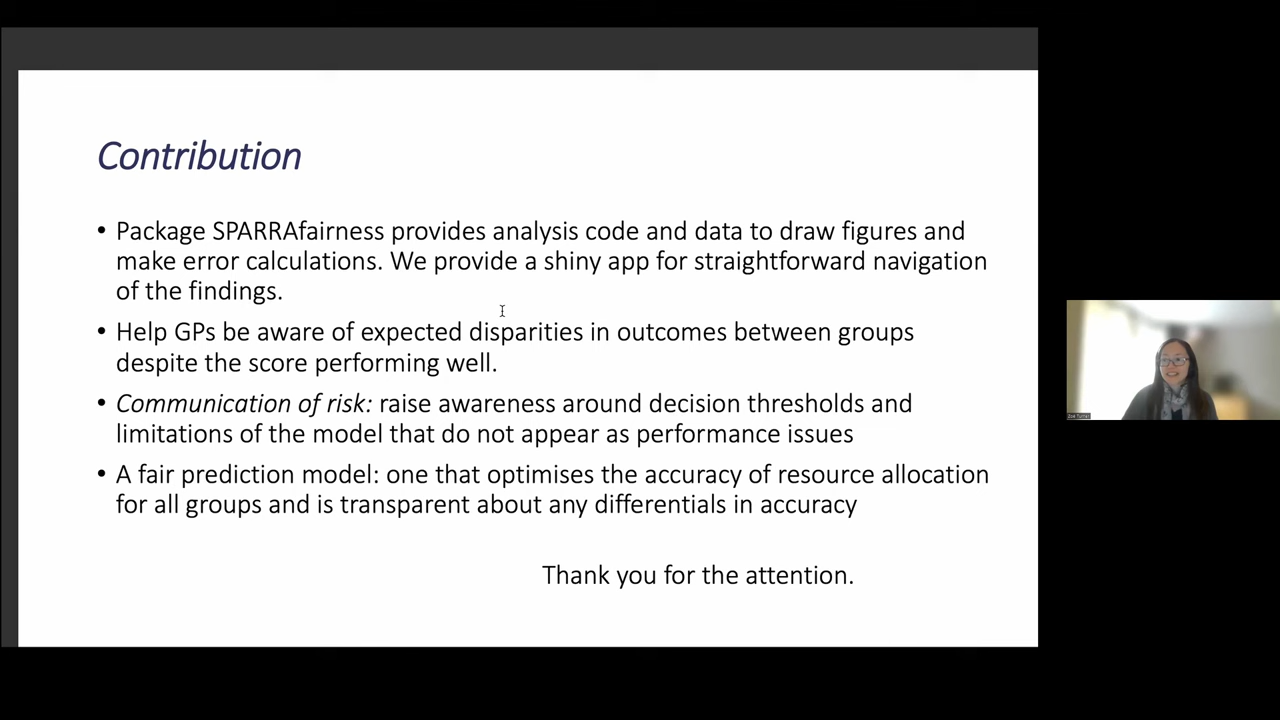 Contribution
• Package SPARRAfairness provides analysis code and data to draw figures and
make error calculations. We provide a shiny app for straightforward navigation
of the findings.
• Help GPs be aware of expected disparities in outcomes between groups
despite the score performing well.
• Communication of risk: raise awareness around decision thresholds and
limitations of the model that do not appear as performance issues
• A fair prediction model: one that optimises the accuracy of resource allocation
for all groups and is transparent about any differentials in accuracy
Thank you for the attention.